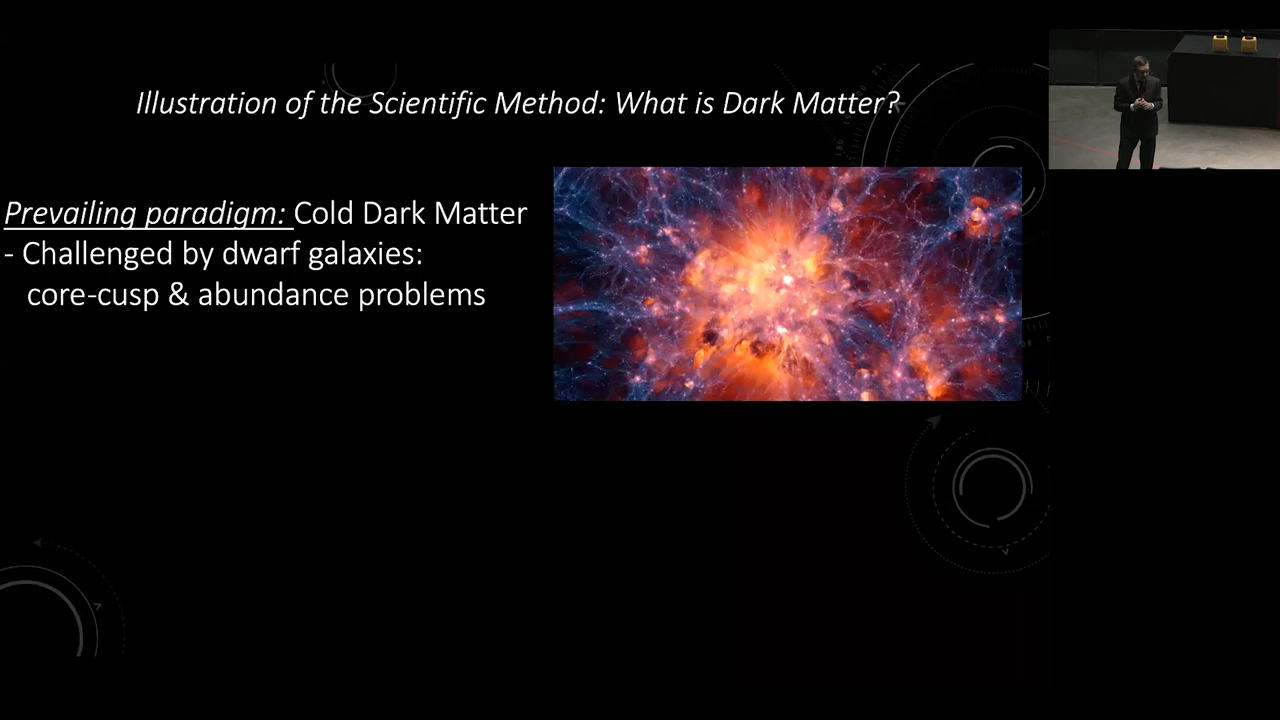 Illustration of the Scientific Method: What is Dark Matter?
Prevailing paradigm: Cold Dark Matter
- Challenged by dwarf galaxies:
core-cusp & abundance problems